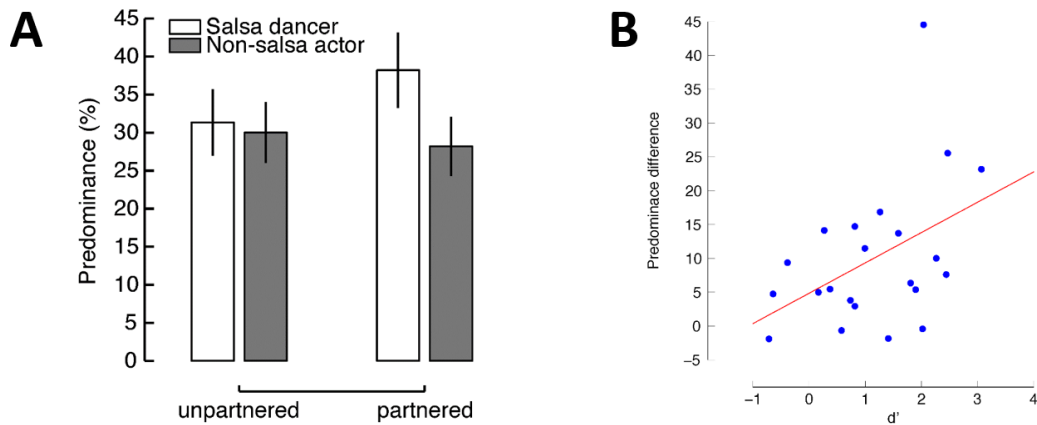 A
Salsa dancer
Non-salsa actor
Predominance (%)
45
40
35
30
25
20
15
10
5
0
unpartnered
partnered
B
Predominace difference
45
40
35
30
25
20
15
10
5
0
−5
−1 0 1 2 3 4
d'